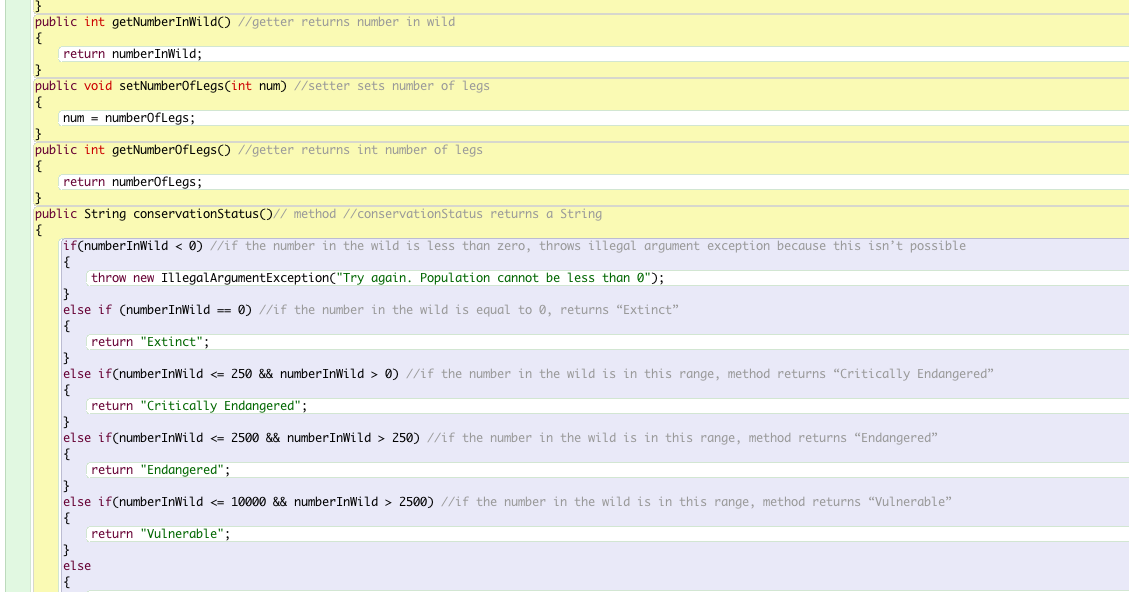 }
public int getNumberInWild() //getter returns number in wild
{
return numberInWild;
}
public void setNumberOfLegs(int num) //setter sets number of legs
{
num = numberOfLegs;
}
public int getNumberOfLegs() //getter returns int number of legs
{
return numberOfLegs;
}
public String conservationStatus()// method //conservationStatus returns a String
{
if(numberInWild < 0) //if the number in the wild is less than zero, throws illegal argument exception because this isn’t possible
{
throw new IllegalArgumentException("Try again. Population cannot be less than 0");
}
else if (numberInWild == 0) //if the number in the wild is equal to 0, returns “Extinct”
{
return "Extinct";
}
else if(numberInWild <= 250 && numberInWild > 0) //if the number in the wild is in this range, method returns “Critically Endangered”
{
return "Critically Endangered";
}
else if(numberInWild <= 2500 && numberInWild > 250) //if the number in the wild is in this range, method returns “Endangered”
{
return "Endangered";
}
else if(numberInWild <= 10000 && numberInWild > 2500) //if the number in the wild is in this range, method returns “Vulnerable”
{
return "Vulnerable";
}
else
{